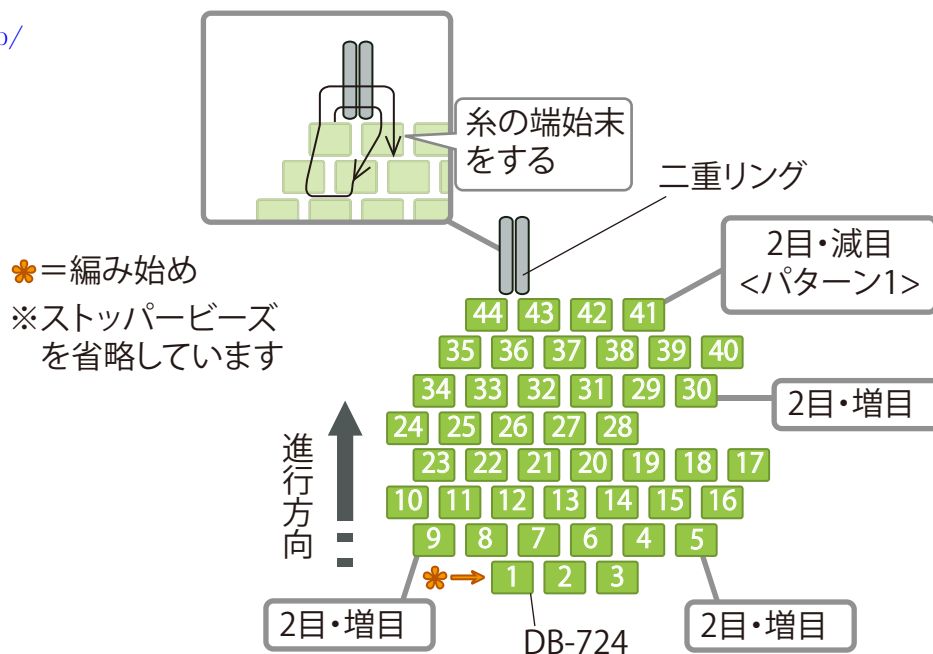 o/
糸の端始末
をする
二重リング
2目・減目
<パターン1>
＝編み始め
※ストッパービーズ
を省略しています
44 43 42 41
35 36 37 38 39 40
34 33 32 31 29 30
2目・増目
24 25 26 27 28
進行方向
23 22 21 20 19 18 17
10 11 12 13 14 15 16
9 8 7 6 4 5
1 2 3
2目・増目
DB-724
2目・増目